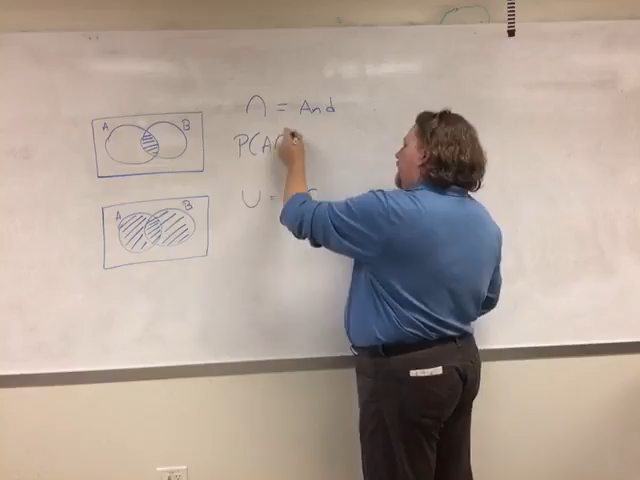 A B
∩ = And
P(A∩
A B
∪ =